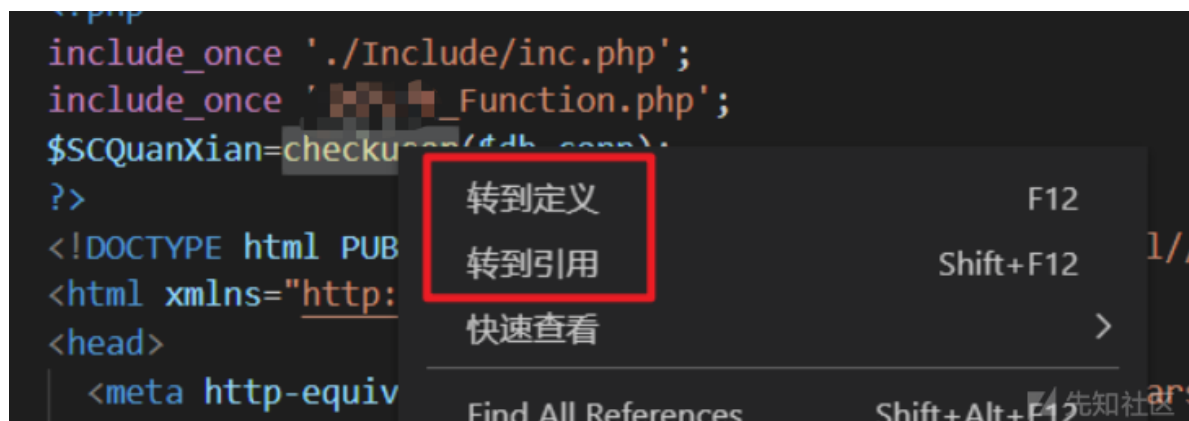 include_once './Include/inc.php';
include_once ' _Function.php';
$SCQuanXian=checkuser($db_conn);
?>
<!DOCTYPE html PUB
<html xmlns="http:
<head>
<meta http-equiv
转到定义 F12
转到引用 Shift+F12
快速查看
Find All References Shift+Alt+F12
先知社区